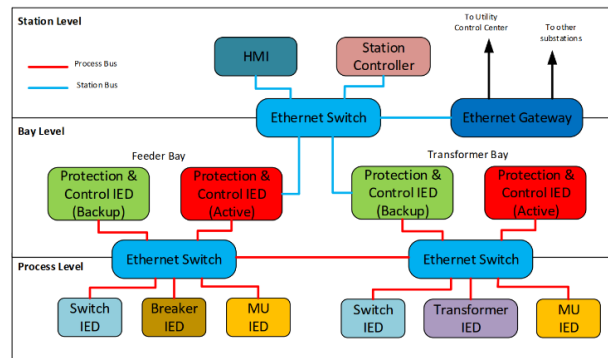 Station Level
To Utility
Control Center
To other
substations
HMI
Station
Controller
Process Bus
Station Bus
Ethernet Switch
Ethernet Gateway
Bay Level
Feeder Bay
Transformer Bay
Protection &
Control IED
(Backup)
Protection &
Control IED
(Active)
Protection &
Control IED
(Backup)
Protection &
Control IED
(Active)
Ethernet Switch
Ethernet Switch
Process Level
Switch
IED
Breaker
IED
MU
IED
Switch
IED
Transformer
IED
MU
IED